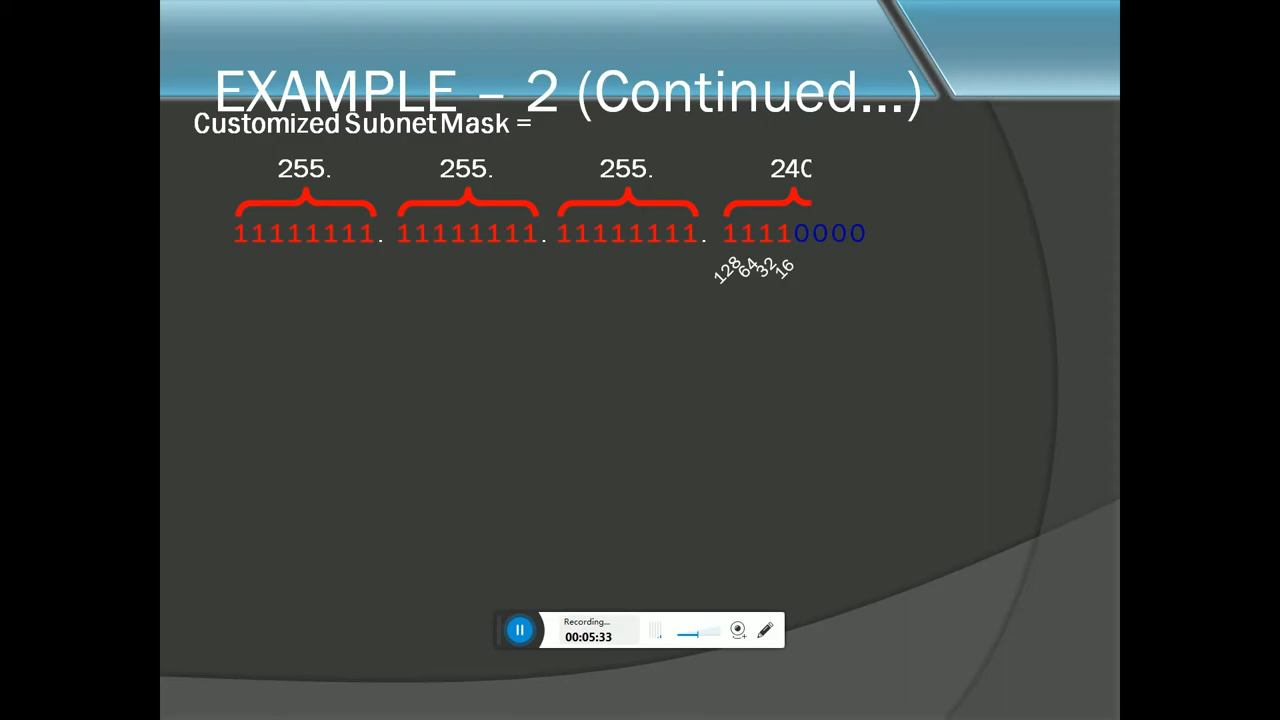 EXAMPLE – 2 (Continued...)
Customized Subnet Mask =
255. 255. 255. 240
11111111. 11111111. 11111111. 11110000
128 64 32 16
Recording...
00:05:33